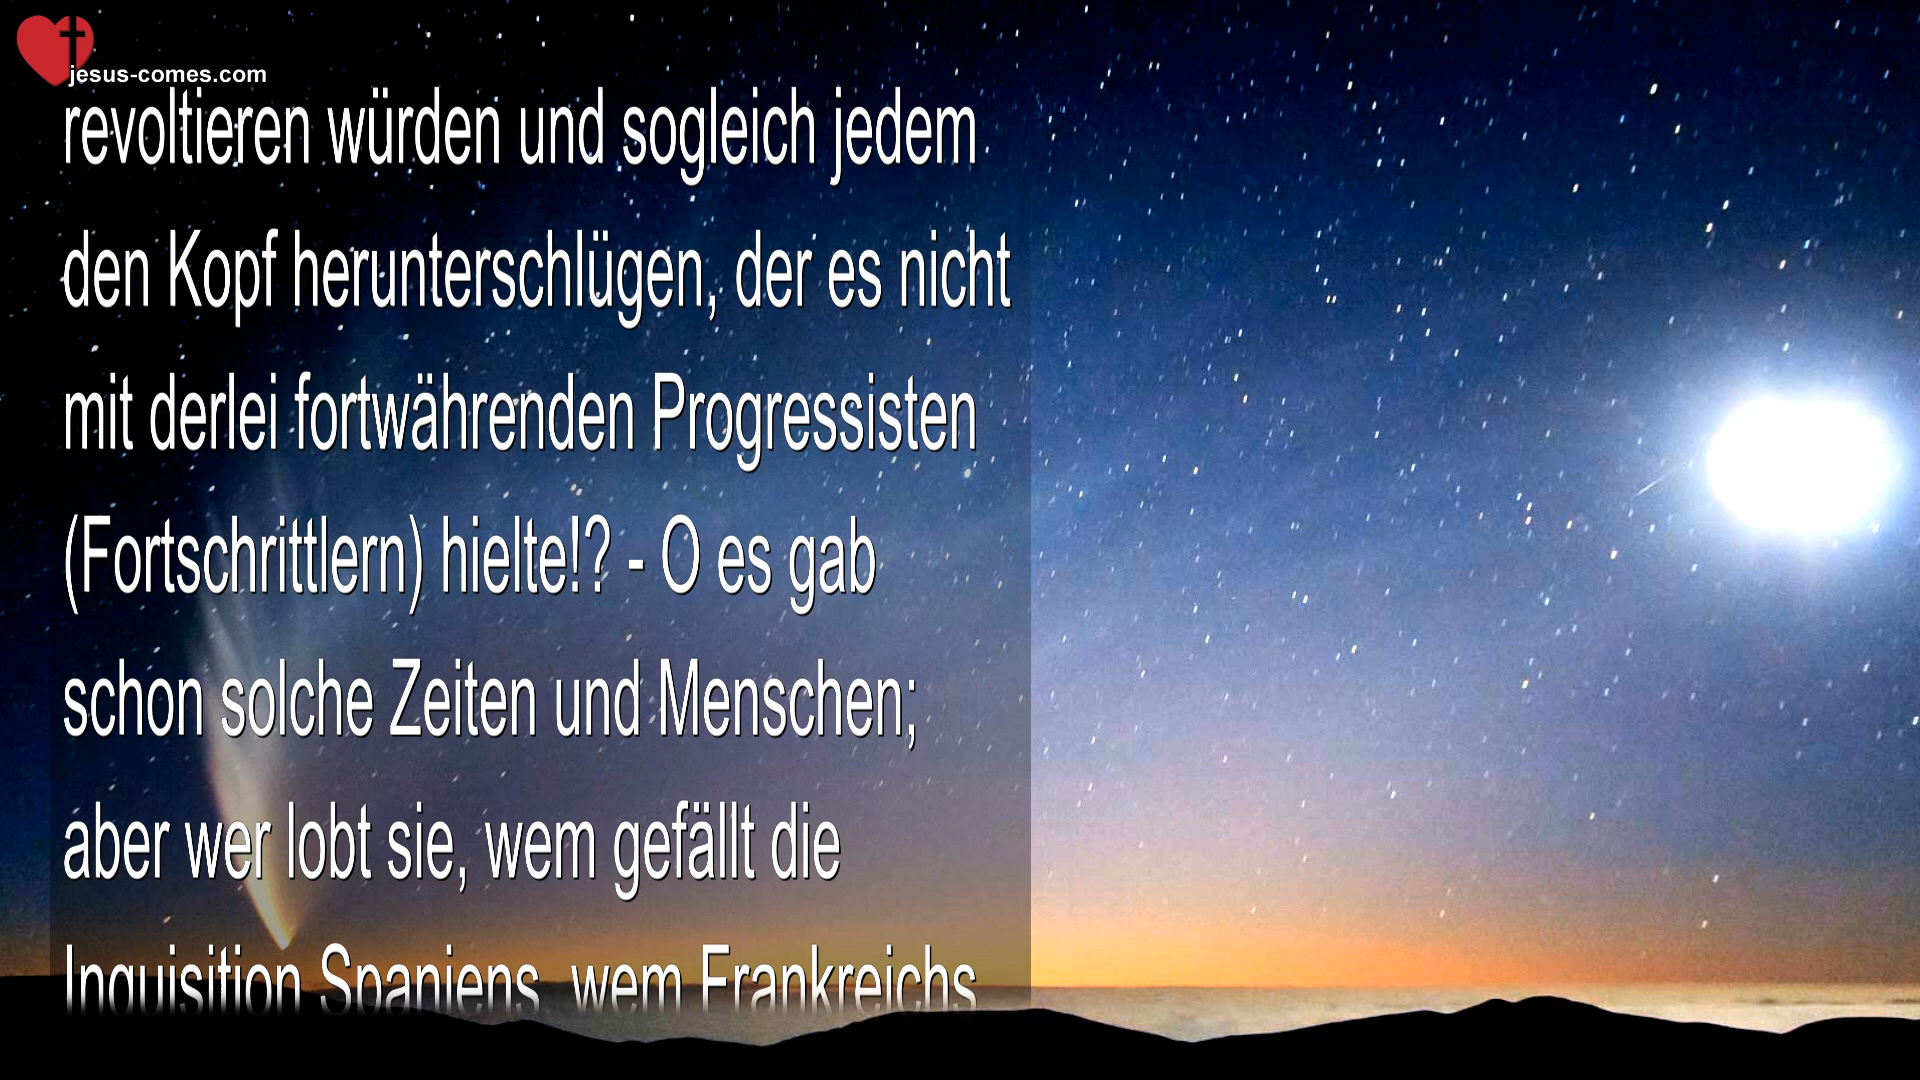 jesus-comes.com
revoltieren würden und sogleich jedem
den Kopf herunterschlügen, der es nicht
mit derlei fortwährenden Progressisten
(Fortschrittlern) hielte!? - O es gab
schon solche Zeiten und Menschen;
aber wer lobt sie, wem gefällt die
Inquisition Spaniens, wem Frankreichs